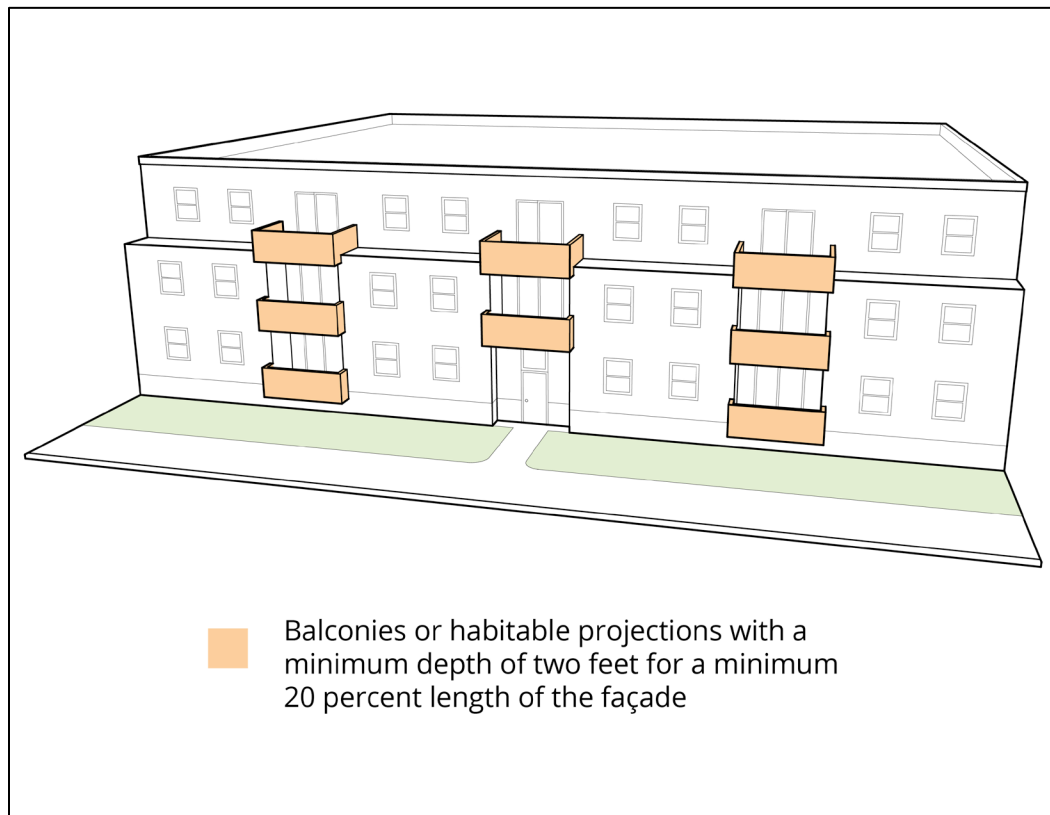 Balconies or habitable projections with a
minimum depth of two feet for a minimum
20 percent length of the façade